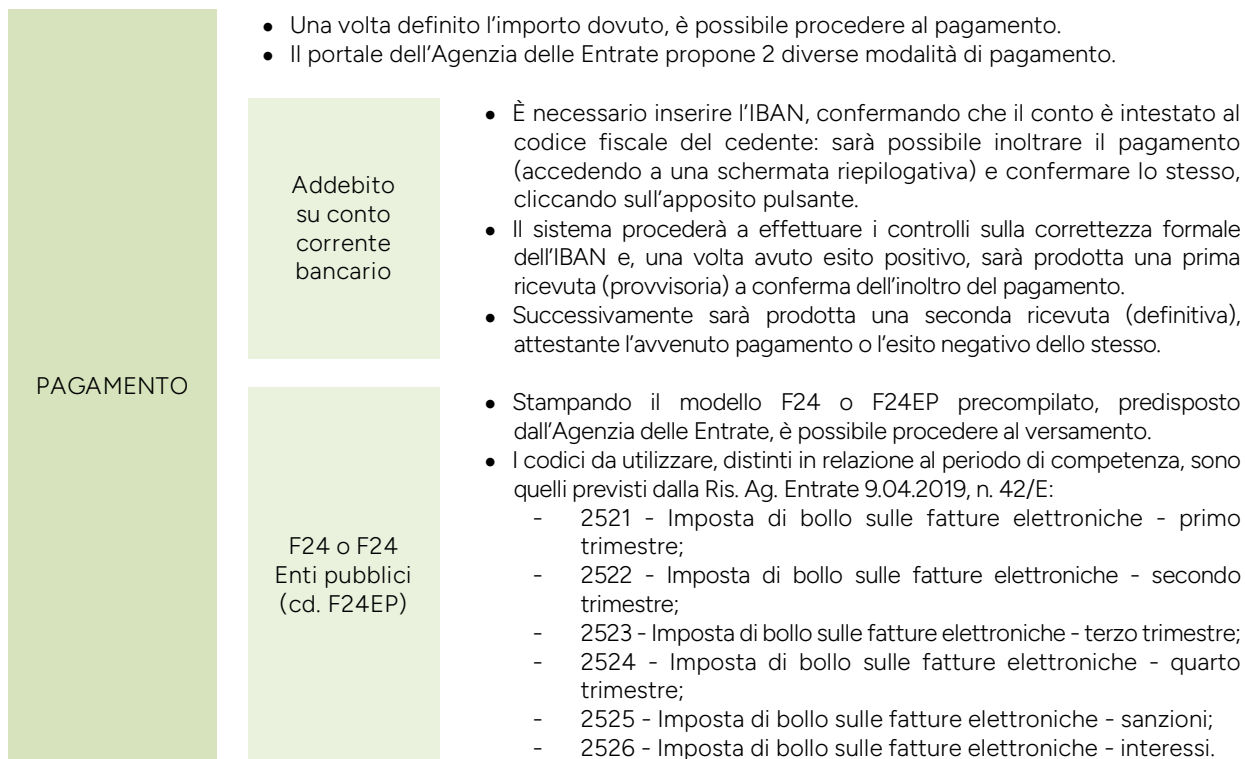 • Una volta definito l'importo dovuto, è possibile procedere al pagamento.
• Il portale dell'Agenzia delle Entrate propone 2 diverse modalità di pagamento.
PAGAMENTO
Addebito
su conto
corrente
bancario
• È necessario inserire l'IBAN, confermando che il conto è intestato al
codice fiscale del cedente: sarà possibile inoltrare il pagamento
(accedendo a una schermata riepilogativa) e confermare lo stesso,
cliccando sull'apposito pulsante.
• Il sistema procederà a effettuare i controlli sulla correttezza formale
dell'IBAN e, una volta avuto esito positivo, sarà prodotta una prima
ricevuta (provvisoria) a conferma dell'inoltro del pagamento.
• Successivamente sarà prodotta una seconda ricevuta (definitiva),
attestante l'avvenuto pagamento o l'esito negativo dello stesso.
F24 o F24
Enti pubblici
(cd. F24EP)
• Stampando il modello F24 o F24EP precompilato, predisposto
dall'Agenzia delle Entrate, è possibile procedere al versamento.
• I codici da utilizzare, distinti in relazione al periodo di competenza, sono
quelli previsti dalla Ris. Ag. Entrate 9.04.2019, n. 42/E:
- 2521 - Imposta di bollo sulle fatture elettroniche - primo
trimestre;
- 2522 - Imposta di bollo sulle fatture elettroniche - secondo
trimestre;
- 2523 - Imposta di bollo sulle fatture elettroniche - terzo trimestre;
- 2524 - Imposta di bollo sulle fatture elettroniche - quarto
trimestre;
- 2525 - Imposta di bollo sulle fatture elettroniche - sanzioni;
- 2526 - Imposta di bollo sulle fatture elettroniche - interessi.